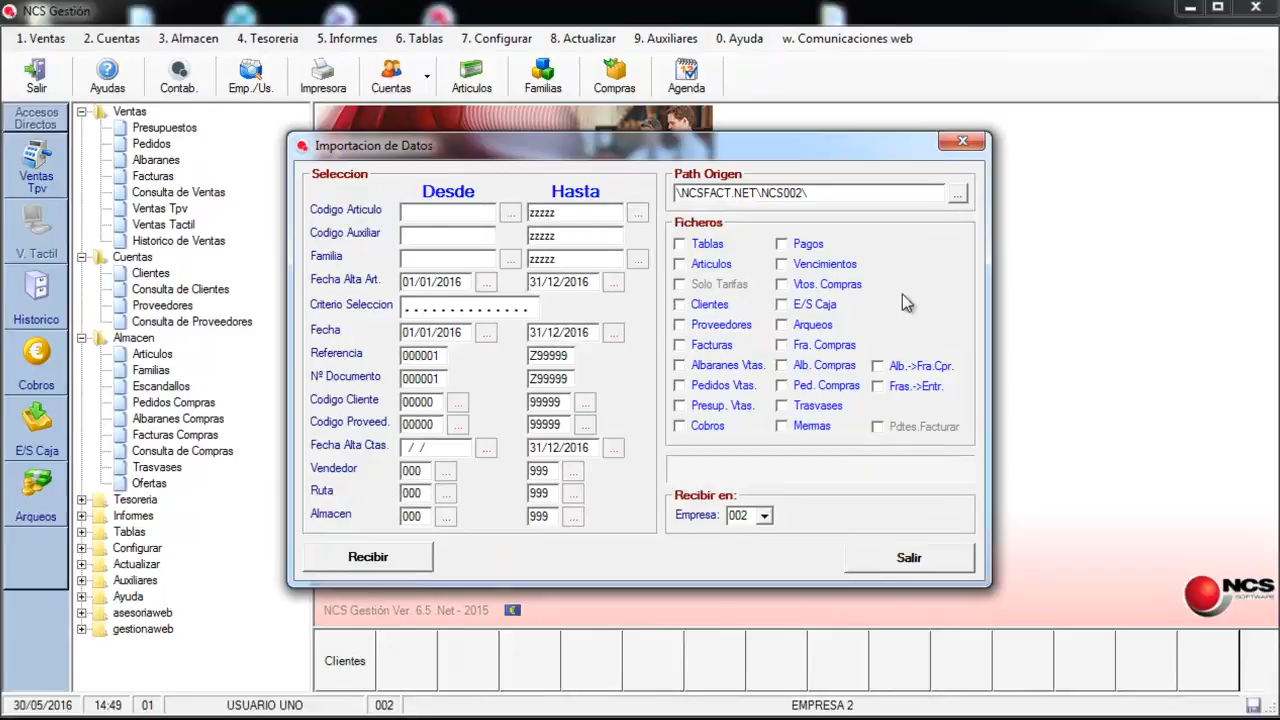 NCS Gestión
1. Ventas 2. Cuentas 3. Almacen 4. Tesoreria 5. Informes 6. Tablas 7. Configurar 8. Actualizar 9. Auxiliares 0. Ayuda w. Comunicaciones web
Salir Ayudas Contab. Emp./Us. Impresora Cuentas Articulos Familias Compras Agenda
Accesos
Directos
Ventas
Tpv
V. Tactil
Historico
Cobros
E/S Caja
Arqueos
Ventas
Presupuestos
Pedidos
Albaranes
Facturas
Consulta de Ventas
Ventas Tpv
Ventas Tactil
Historico de Ventas
Cuentas
Clientes
Consulta de Clientes
Proveedores
Consulta de Proveedores
Almacen
Articulos
Familias
Escandallos
Pedidos Compras
Albaranes Compras
Facturas Compras
Consulta de Compras
Trasvases
Ofertas
Tesoreria
Informes
Tablas
Configurar
Actualizar
Auxiliares
Ayuda
asesoriaweb
gestionaweb
Importacion de Datos
Seleccion
Desde Hasta
Codigo Articulo ... zzzzz ...
Codigo Auxiliar zzzzz
Familia ... zzzzz ...
Fecha Alta Art. 01/01/2016 ... 31/12/2016 ...
Criterio Seleccion ..............
Fecha 01/01/2016 ... 31/12/2016 ...
Referencia 000001 Z99999
Nº Documento 000001 Z99999
Codigo Cliente 00000 ... 99999 ...
Codigo Proveed. 00000 ... 99999 ...
Fecha Alta Ctas. / / ... 31/12/2016 ...
Vendedor 000 ... 999 ...
Ruta 000 ... 999 ...
Almacen 000 ... 999 ...
Recibir
Path Origen
\NCSFACT.NET\NCS002\ ...
Ficheros
Tablas Pagos
Articulos Vencimientos
Solo Tarifas Vtos. Compras
Clientes E/S Caja
Proveedores Arqueos
Facturas Fra. Compras
Albaranes Vtas. Alb. Compras Alb.->Fra.Cpr.
Pedidos Vtas. Ped. Compras Fras.->Entr.
Presup. Vtas. Trasvases
Cobros Mermas Pdtes.Facturar
Recibir en:
Empresa: 002
Salir
NCS Gestión Ver. 6.5 .Net - 2015 €
NCS
SOFTWARE
Clientes
30/05/2016 14:49 01 USUARIO UNO 002 EMPRESA 2